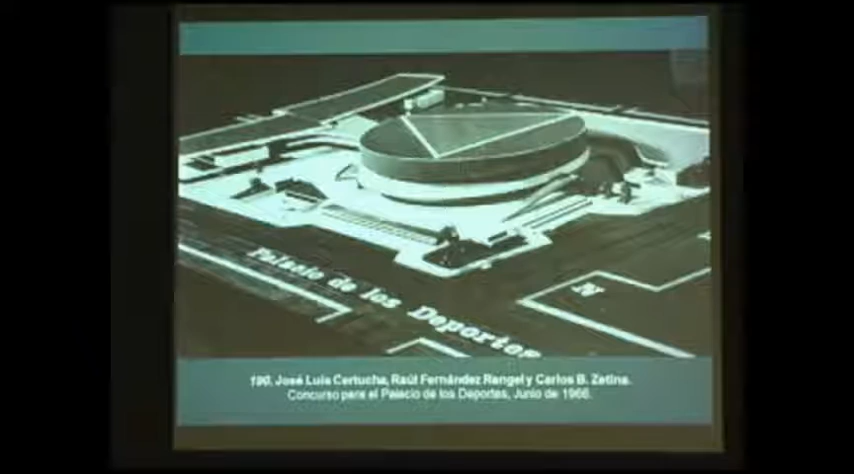 Palacio de los Deportes
N
190. José Luis Certucha, Raúl Fernández Rangel y Carlos B. Zetina.
Concurso para el Palacio de los Deportes, Junio de 1966.